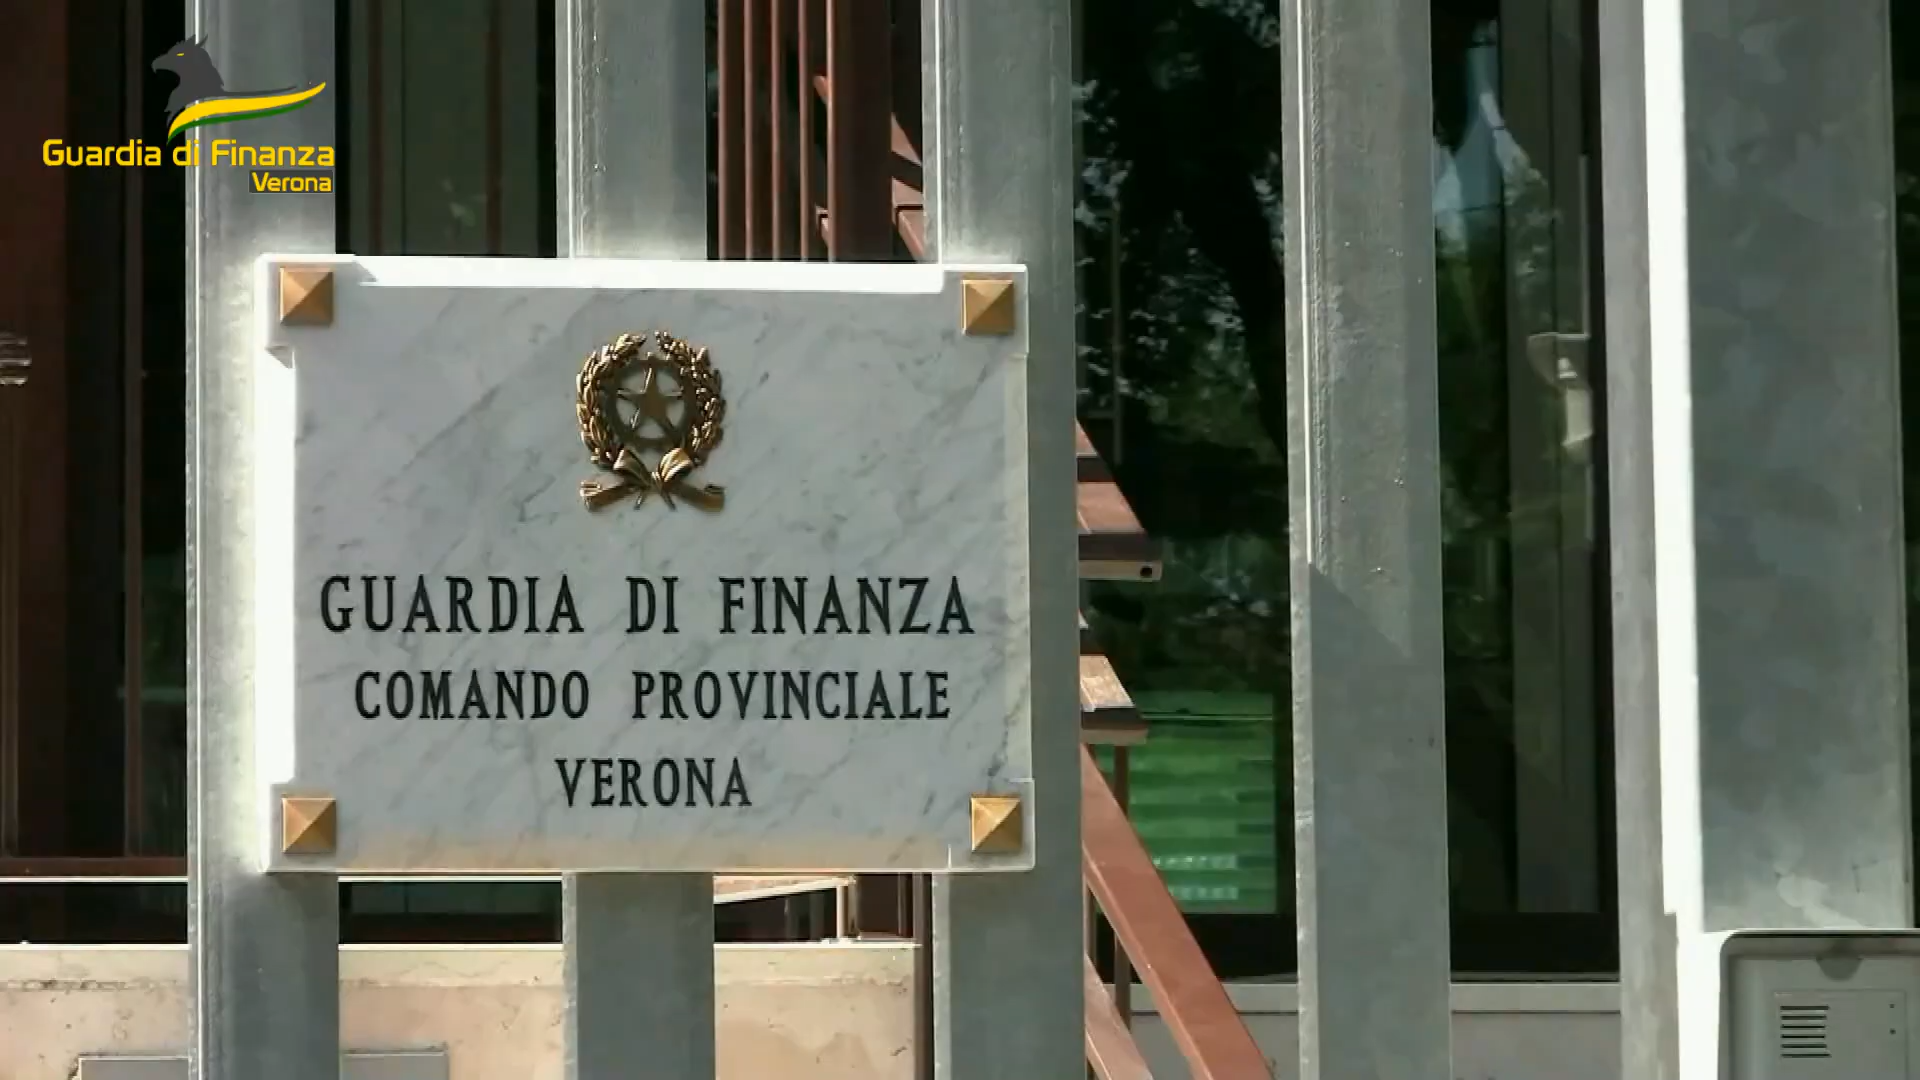 Guardia di Finanza
Verona
GUARDIA DI FINANZA
COMANDO PROVINCIALE
VERONA